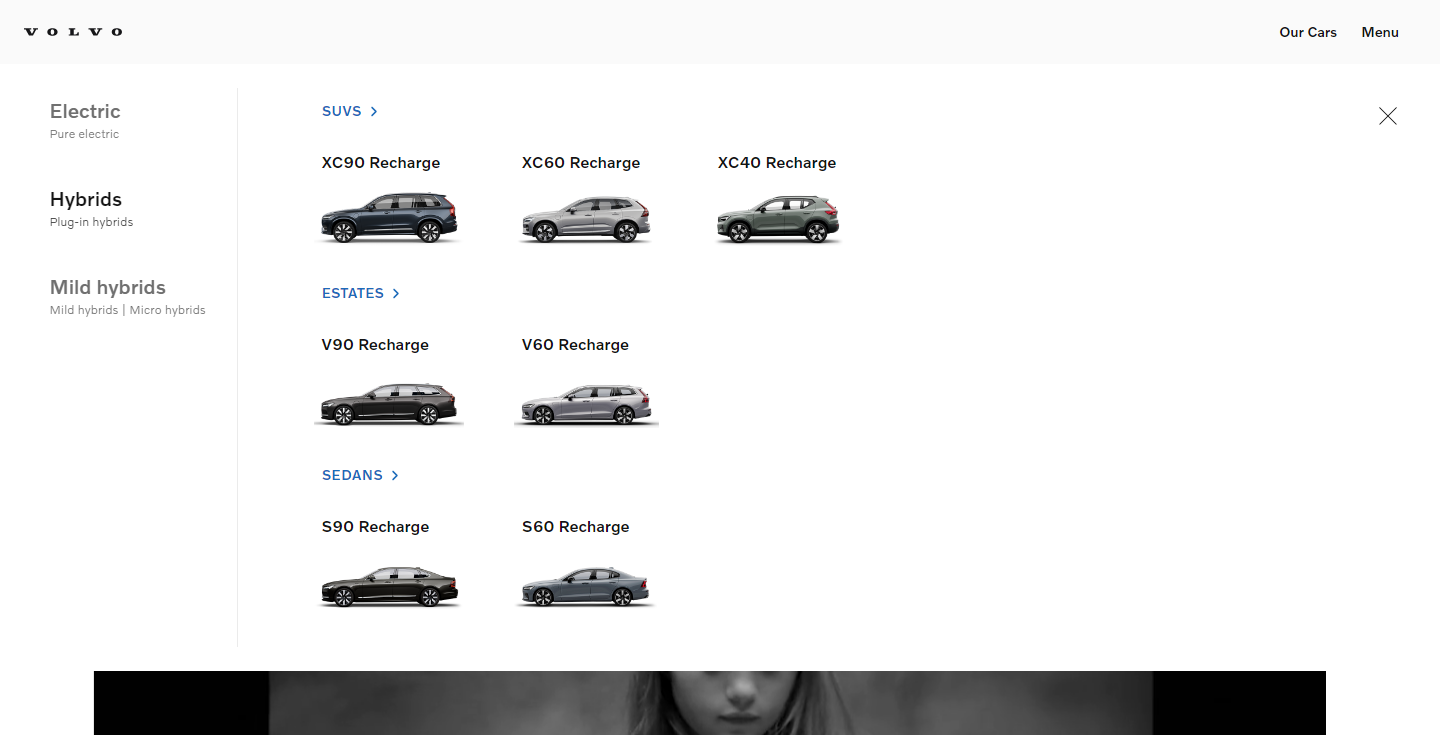 VOLVO
Our Cars
Menu
Electric
Pure electric
Hybrids
Plug-in hybrids
Mild hybrids
Mild hybrids | Micro hybrids
SUVS
XC90 Recharge
XC60 Recharge
XC40 Recharge
ESTATES
V90 Recharge
V60 Recharge
SEDANS
S90 Recharge
S60 Recharge